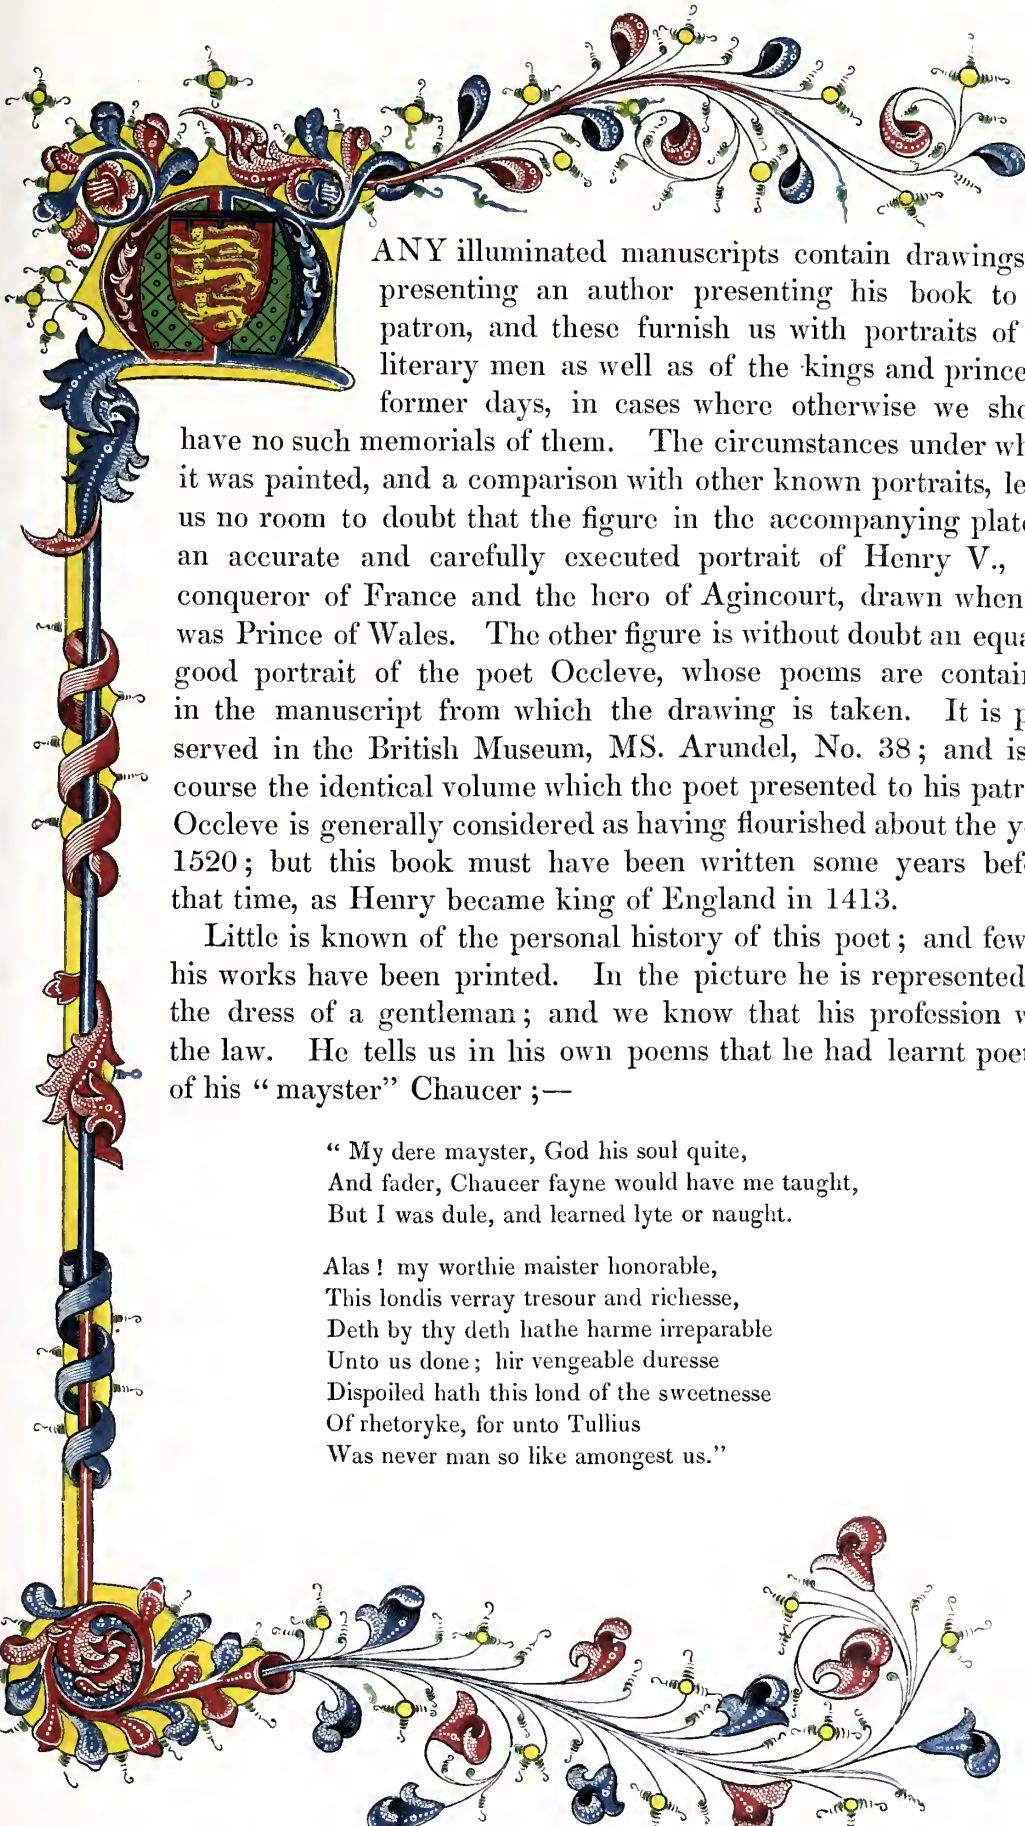 MANY illuminated manuscripts contain drawings
presenting an author presenting his book to
patron, and these furnish us with portraits of
literary men as well as of the kings and prince
former days, in cases where otherwise we sho
have no such memorials of them. The circumstances under wh
it was painted, and a comparison with other known portraits, le
us no room to doubt that the figure in the accompanying plate
an accurate and carefully executed portrait of Henry V.,
conqueror of France and the hero of Agincourt, drawn when
was Prince of Wales. The other figure is without doubt an equa
good portrait of the poet Occleve, whose poems are contain
in the manuscript from which the drawing is taken. It is p
served in the British Museum, MS. Arundel, No. 38; and is
course the identical volume which the poet presented to his patr
Occleve is generally considered as having flourished about the y
1520; but this book must have been written some years bef
that time, as Henry became king of England in 1413.
Little is known of the personal history of this poet; and few
his works have been printed. In the picture he is represented
the dress of a gentleman; and we know that his profession w
the law. He tells us in his own poems that he had learnt poet
of his “ mayster” Chaucer ;—
“ My dere mayster, God his soul quite,
And fader, Chaucer fayne would have me taught,
But I was dule, and learned lyte or naught.
Alas ! my worthie maister honorable,
This londis verray tresour and richesse,
Deth by thy deth hathe harme irreparable
Unto us done; hir vengeable duresse
Dispoiled hath this lond of the sweetnesse
Of rhetoryke, for unto Tullius
Was never man so like amongest us.”